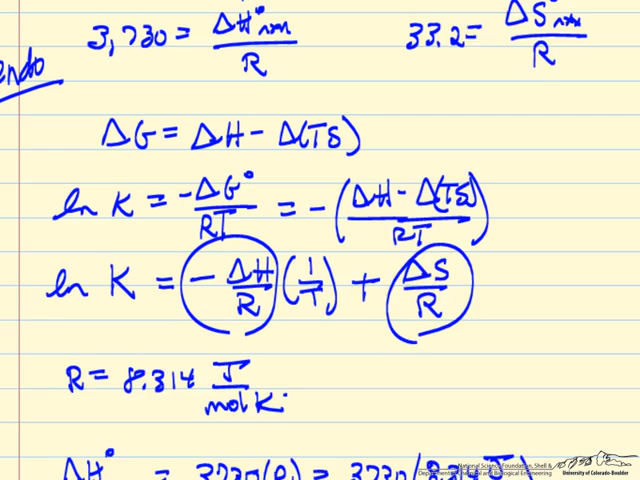 3,730 = ΔH°rxn / R    33.2 = ΔS°rxn / R
endo
ΔG = ΔH - Δ(TS)
ln K = -ΔG° / RT = -(ΔH - Δ(TS) / RT)
ln K = -ΔH / R (1/T) + ΔS / R
R = 8.314 J / mol K
ΔH° = 3730(R) = 3730(8.314 J
National Science Foundation, Shell &
Department of Chemical and Biological Engineering
University of Colorado-Boulder